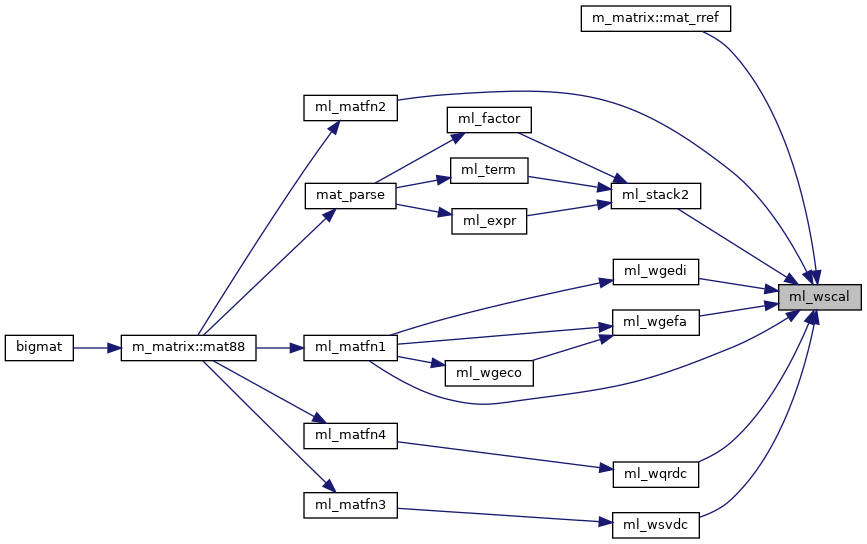 m_matrix::mat_rref
ml_matfn2
ml_factor
ml_term
mat_parse
ml_stack2
ml_expr
ml_wgedi
ml_wscal
ml_wgefa
bigmat
m_matrix::mat88
ml_matfn1
ml_wgeco
ml_matfn4
ml_wqrdc
ml_matfn3
ml_wsvdc